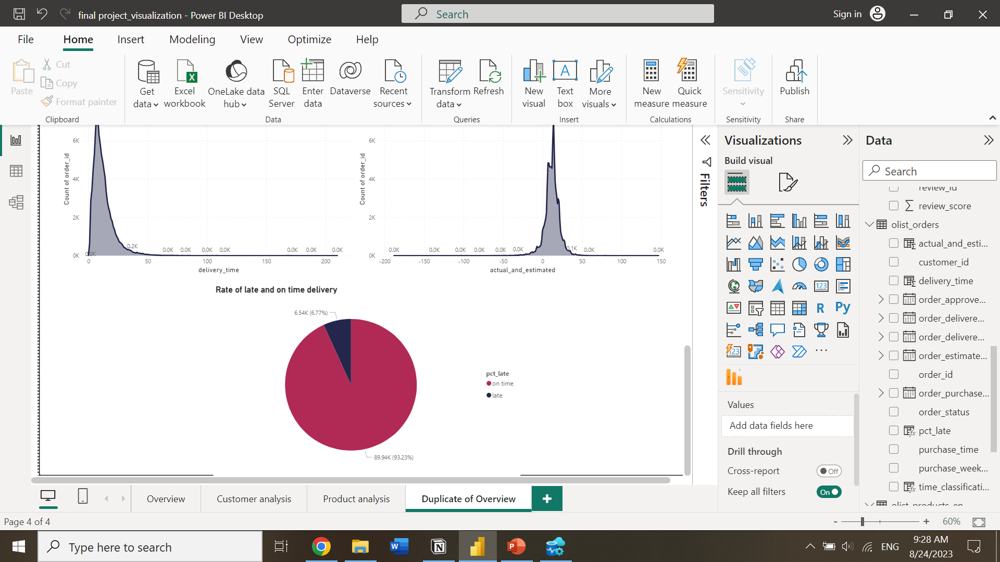 final project_visualization - Power BI Desktop
Search
Sign in
File
Home
Insert
Modeling
View
Optimize
Help
Paste
Cut
Copy
Format painter
Clipboard
Get data
Excel workbook
OneLake data hub
SQL Server
Enter data
Dataverse
Recent sources
Data
Transform data
Refresh
Queries
New visual
Text box
More visuals
Insert
New measure
Quick measure
Calculations
Sensitivity
Sensitivity
Publish
Share
6K
4K
2K
0K
Count of order_id
0.0K
0.2K
0.0K 0.0K 0.0K 0.0K 0.0K 0.0K 0.0K
0 50 100 150 200
delivery_time
6K
4K
2K
0K
Count of order_id
0.0K 0.0K 0.0K 0.0K 0.0K 0.0K 0.1K 0.0K 0.0K
-200 -150 -100 -50 0 50 100 150
actual_and_estimated
Rate of late and on time delivery
6.54K (6.77%)
89.94K (93.23%)
pct_late
on time
late
Filters
Visualizations
Build visual
123
R
Py
123
...
Values
Add data fields here
Drill through
Cross-report
Off
Keep all filters
On
Data
Search
review_id
review_score
olist_orders
actual_and_esti...
customer_id
delivery_time
order_approve...
order_delivere...
order_delivere...
order_estimate...
order_id
order_purchase...
order_status
pct_late
purchase_time
purchase_week...
time_classificati...
olist_products_en
Overview
Customer analysis
Product analysis
Duplicate of Overview
Page 4 of 4
- + 60%
Type here to search
ENG
9:28 AM
8/24/2023